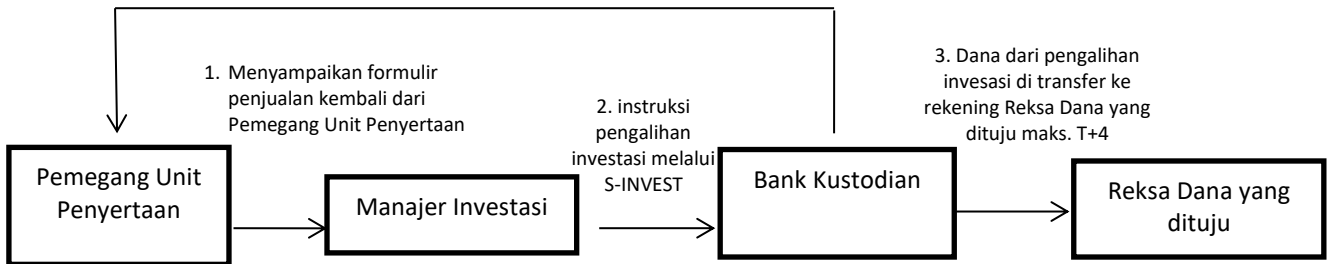 1. Menyampaikan formulir
penjualan kembali dari
Pemegang Unit Penyertaan
2. instruksi
pengalihan
investasi melalui
S-INVEST
3. Dana dari pengalihan
invesasi di transfer ke
rekening Reksa Dana yang
dituju maks. T+4
Pemegang Unit
Penyertaan
Manajer Investasi
Bank Kustodian
Reksa Dana yang
dituju